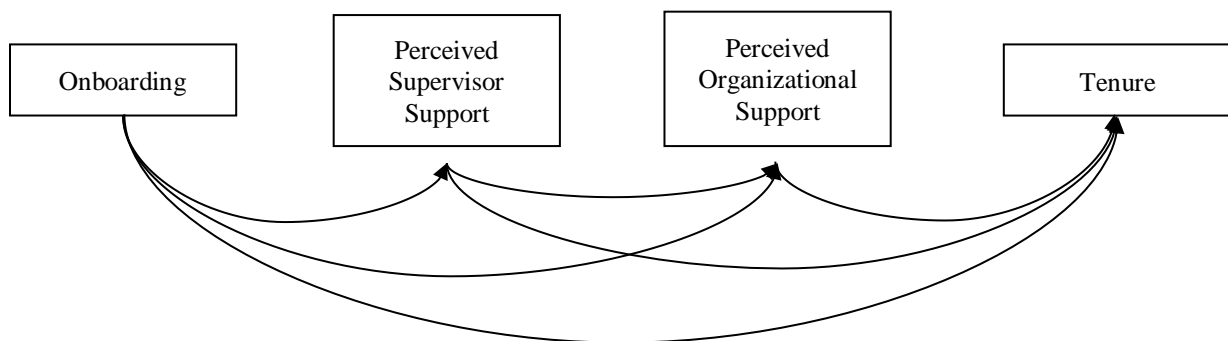 Onboarding
Perceived
Supervisor
Support
Perceived
Organizational
Support
Tenure